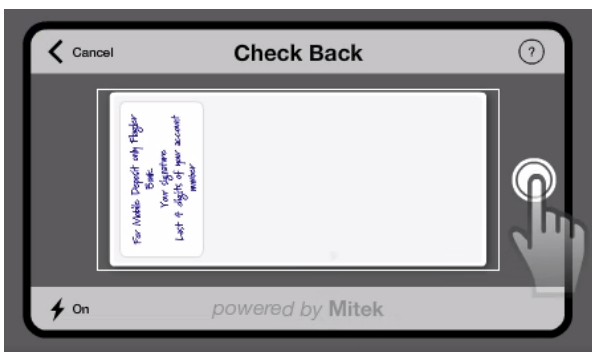 Cancel
Check Back
?
For Mobile Deposit only Flagler
Bank
Your signature
Last 4 digits of your account
number
On
powered by Mitek